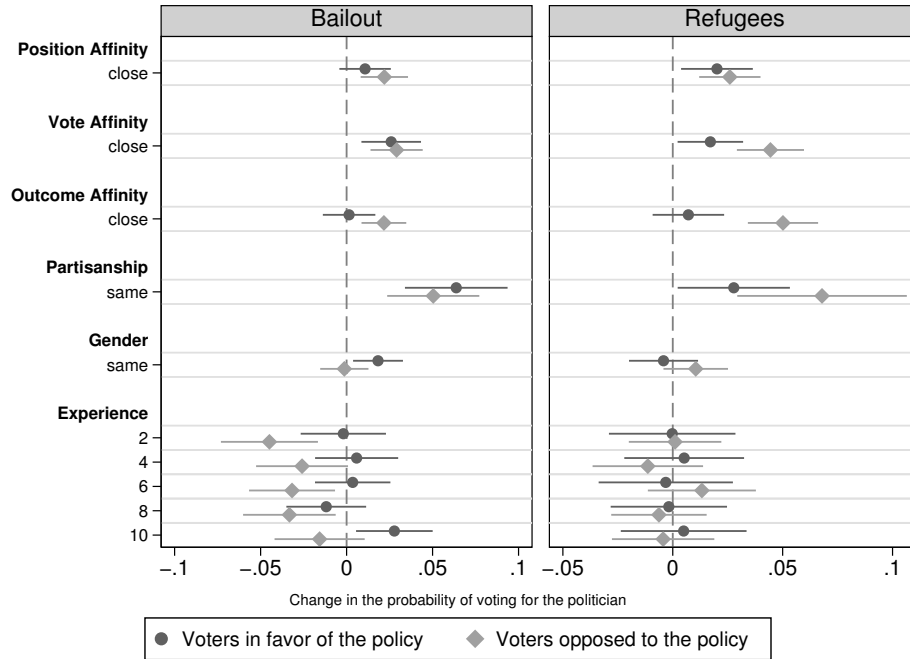 Bailout
Refugees
Position Affinity
close
Vote Affinity
close
Outcome Affinity
close
Partisanship
same
Gender
same
Experience
2
4
6
8
10
−.1 −.05 0 .05 .1
−.05 0 .05 .1
Change in the probability of voting for the politician
Voters in favor of the policy
Voters opposed to the policy